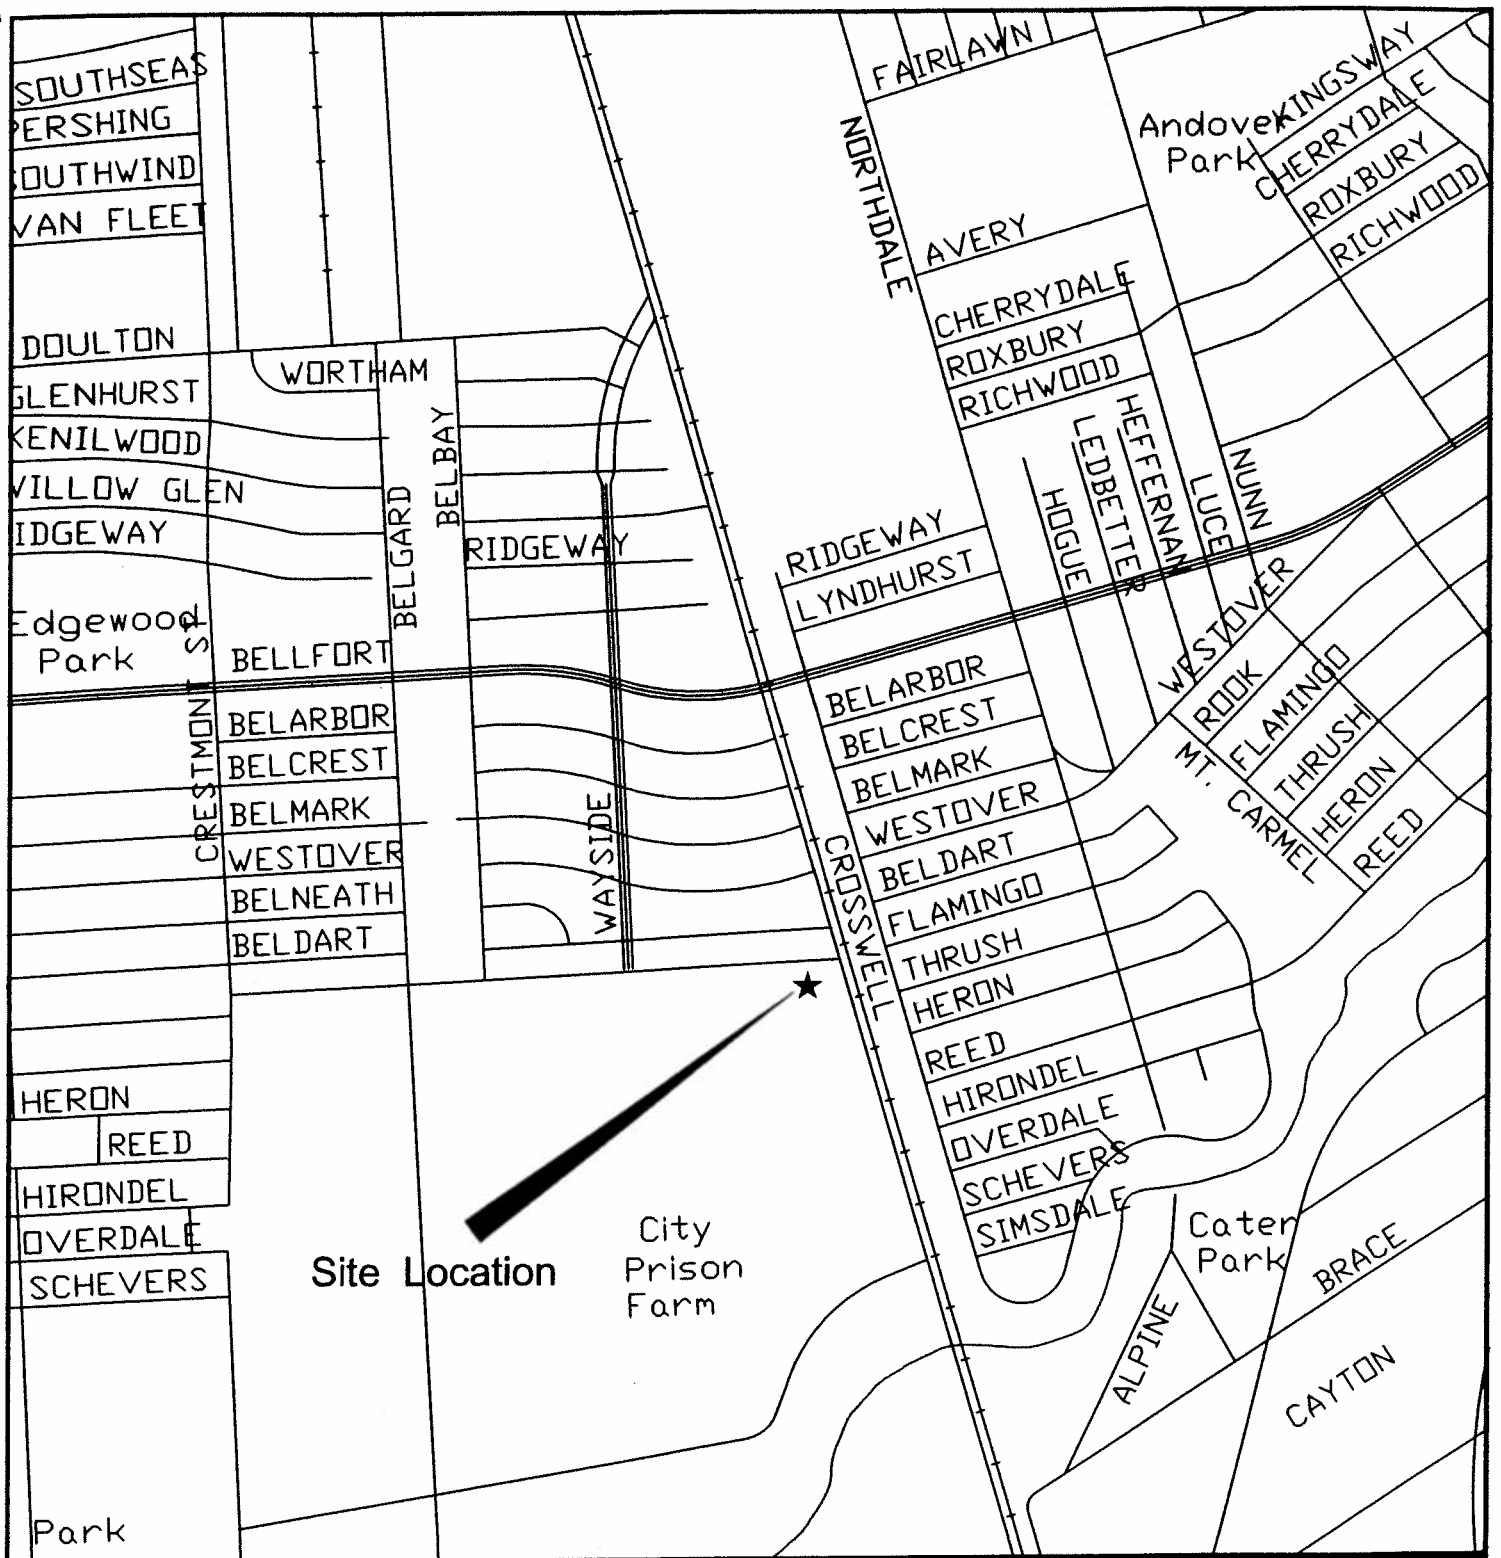 SOUTHSEAS
PERSHING
SOUTHWIND
VAN FLEET
DOULTON
GLENHURST
KENILWOOD
WILLOW GLEN
IDGEWAY
Edgewood
Park
CRESTMONT ST.
WORTHAM
BELGARD
BELBAY
RIDGEWAY
BELLFORT
BELARBOR
BELCREST
BELMARK
WESTOVER
BELNEATH
BELDART
WAYSIDE
HERON
REED
HIRONDEL
OVERDALE
SCHEVERS
Park
Site Location
City
Prison
Farm
FAIRLAWN
NORTHDALE
Andover
Park
KINGSWAY
CHERRYDALE
ROXBURY
RICHWOOD
AVERY
CHERRYDALE
ROXBURY
RICHWOOD
HOGUE
LEDBETTER
HEFFERNAN
LUCE
NUNN
RIDGEWAY
LYNDHURST
WESTOVER
ROOK
FLAMINGO
THRUSH
HERON
REED
MT. CARMEL
BELARBOR
BELCREST
BELMARK
WESTOVER
BELDART
FLAMINGO
THRUSH
HERON
REED
HIRONDEL
OVERDALE
SCHEVERS
SIMSDALE
CROSSWELL
Cater
Park
BRACE
ALPINE
CAYTON